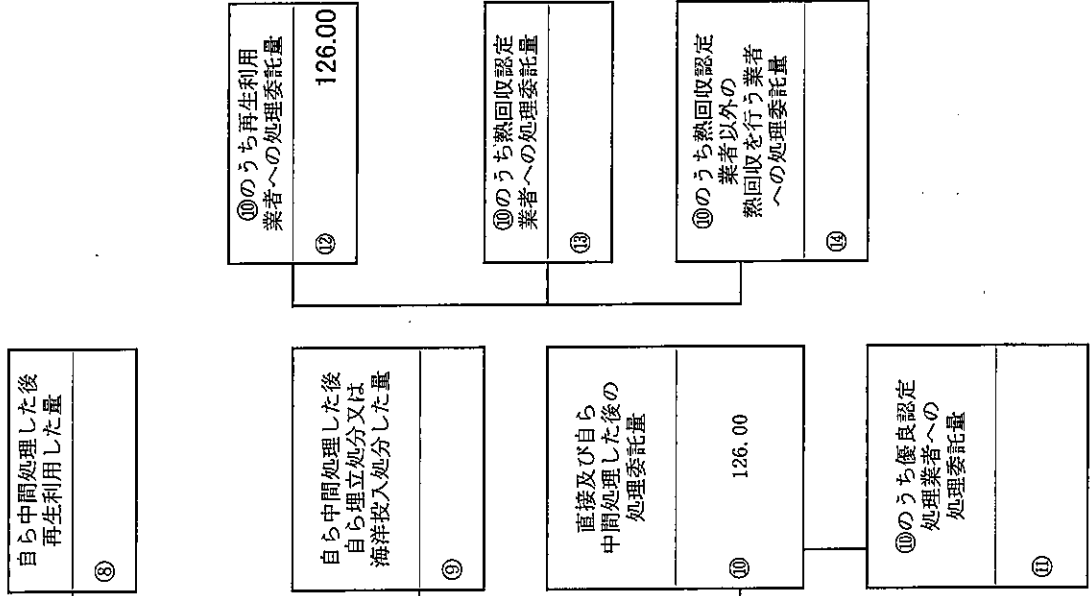 自ら中間処理した後
再生利用した量
⑧
自ら中間処理した後
自ら埋立処分又は
海洋投入処分した量
⑨
直接及び自ら
中間処理した後の
処理委託量
⑩ 126.00
⑩のうち優良認定
処理業者への
処理委託量
⑪
⑩のうち再生利用
業者への処理委託量
⑫ 126.00
⑩のうち熱回収認定
業者への処理委託量
⑬
⑩のうち熱回収認定
業者以外の
熱回収を行う業者
への処理委託量
⑭